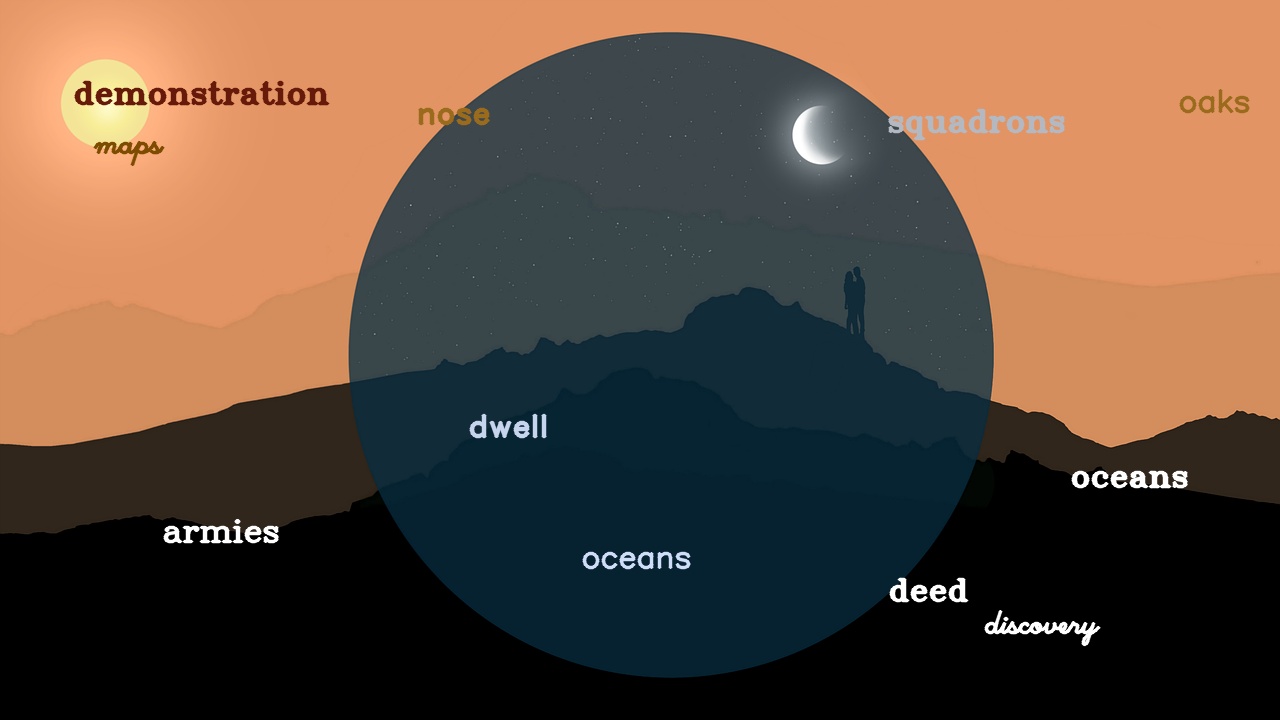 demonstration
maps
nose
squadrons
oaks
dwell
oceans
armies
oceans
deed
discovery